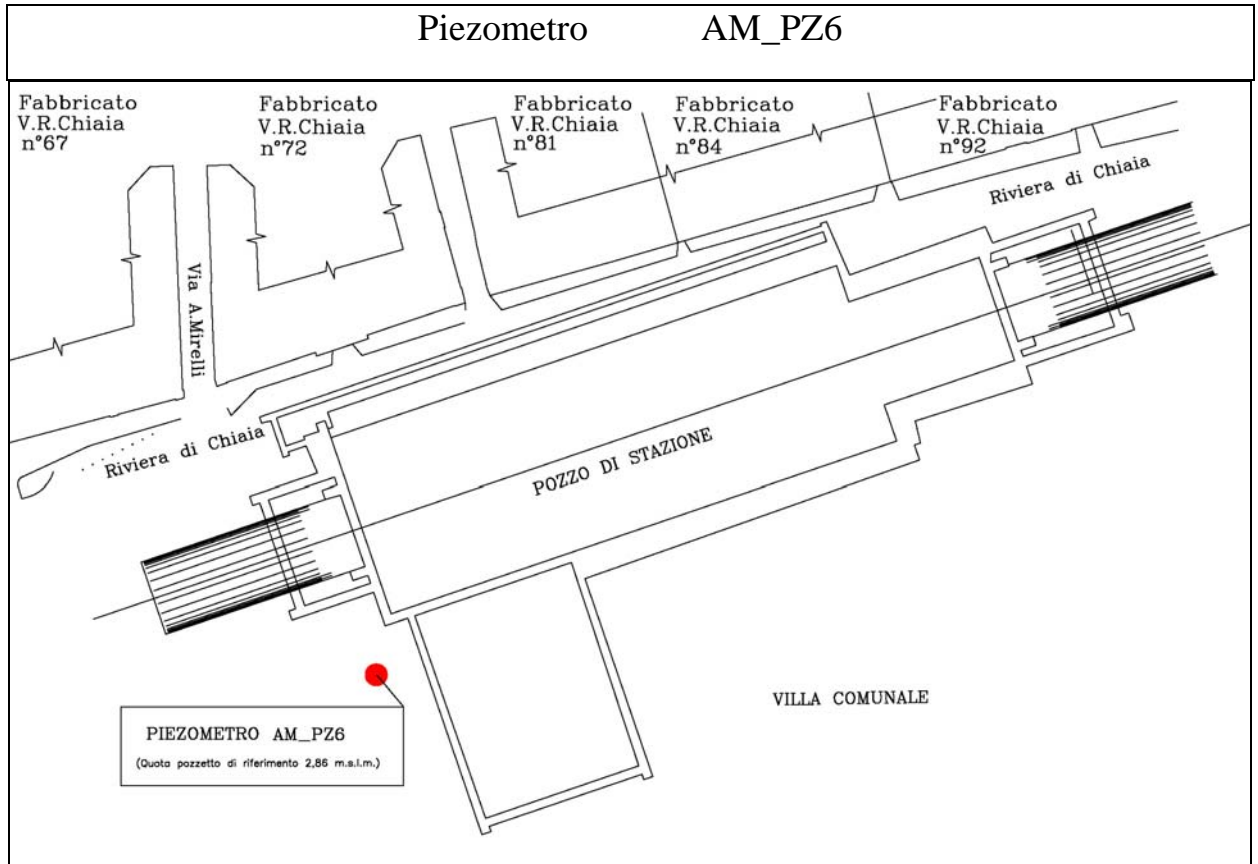 Piezometro AM_PZ6
Fabbricato
V.R.Chiaia
n°67
Fabbricato
V.R.Chiaia
n°72
Fabbricato
V.R.Chiaia
n°81
Fabbricato
V.R.Chiaia
n°84
Fabbricato
V.R.Chiaia
n°92
Riviera di Chiaia
Via A.Mirelli
Riviera di Chiaia
POZZO DI STAZIONE
VILLA COMUNALE
PIEZOMETRO AM_PZ6
(Quota pozzetto di riferimento 2,86 m.s.l.m.)